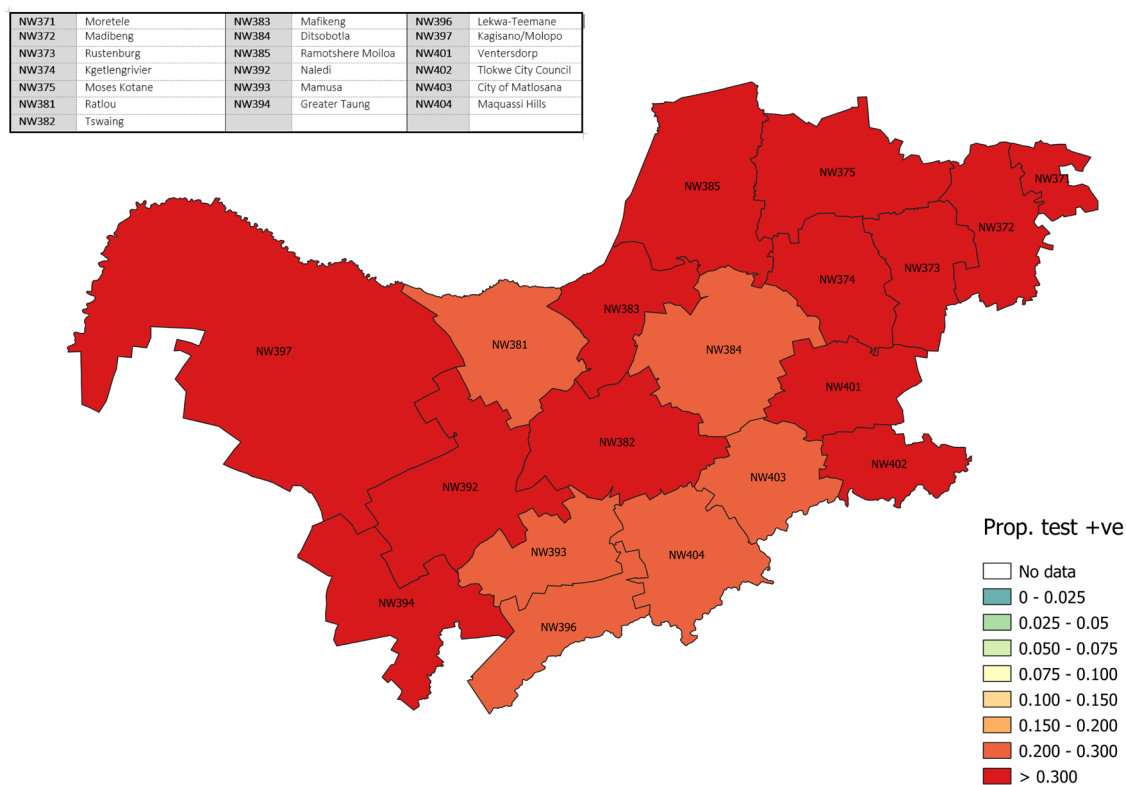 NW371 Moretele NW383 Mafikeng NW396 Lekwa-Teemane
NW372 Madibeng NW384 Ditsobotla NW397 Kagisano/Molopo
NW373 Rustenburg NW385 Ramotshere Moiloa NW401 Ventersdorp
NW374 Kgetlengrivier NW392 Naledi NW402 Tlokwe City Council
NW375 Moses Kotane NW393 Mamusa NW403 City of Matlosana
NW381 Ratlou NW394 Greater Taung NW404 Maquassi Hills
NW382 Tswaing
NW385
NW375
NW371
NW372
NW373
NW374
NW383
NW381
NW384
NW397
NW401
NW382
NW402
NW403
NW392
NW393
NW404
NW394
NW396
Prop. test +ve
No data
0 - 0.025
0.025 - 0.05
0.050 - 0.075
0.075 - 0.100
0.100 - 0.150
0.150 - 0.200
0.200 - 0.300
> 0.300